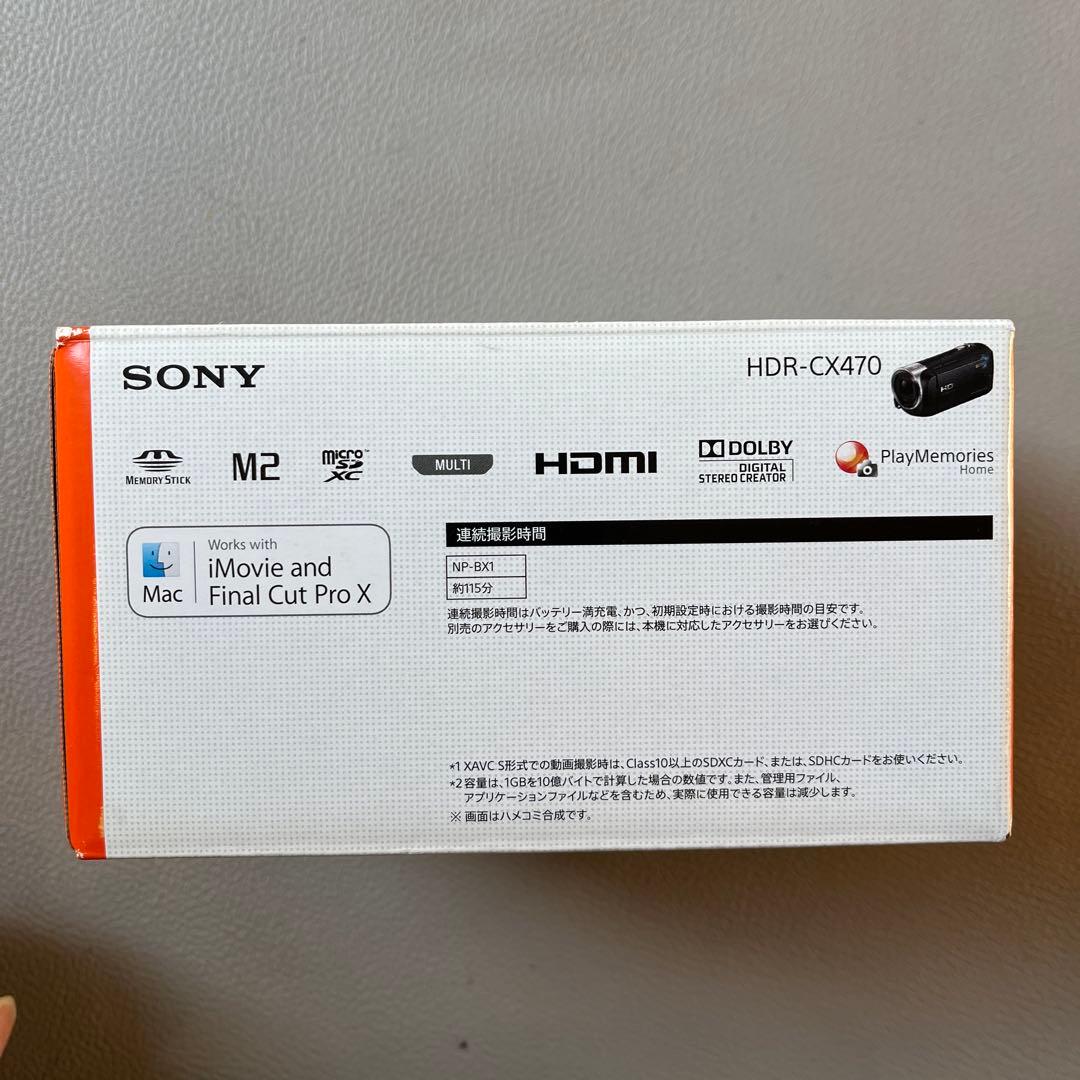 SONY
HDR-CX470
HD
MEMORY STICK
M2
micro SD XC
MULTI
HDMI
DOLBY
DIGITAL
STEREO CREATOR
PlayMemories
Home
Works with
iMovie and
Final Cut Pro X
Mac
連続撮影時間
NP-BX1
約115分
連続撮影時間はバッテリー満充電、かつ、初期設定時における撮影時間の目安です。
別売のアクセサリーをご購入の際には、本機に対応したアクセサリーをお選びください。
*1 XAVC S形式での動画撮影時は、Class10以上のSDXCカード、または、SDHCカードをお使いください。
*2 容量は、1GBを10億バイトで計算した場合の数値です。また、管理用ファイル、
アプリケーションファイルなどを含むため、実際に使用できる容量は減少します。
※ 画面はハメコミ合成です。